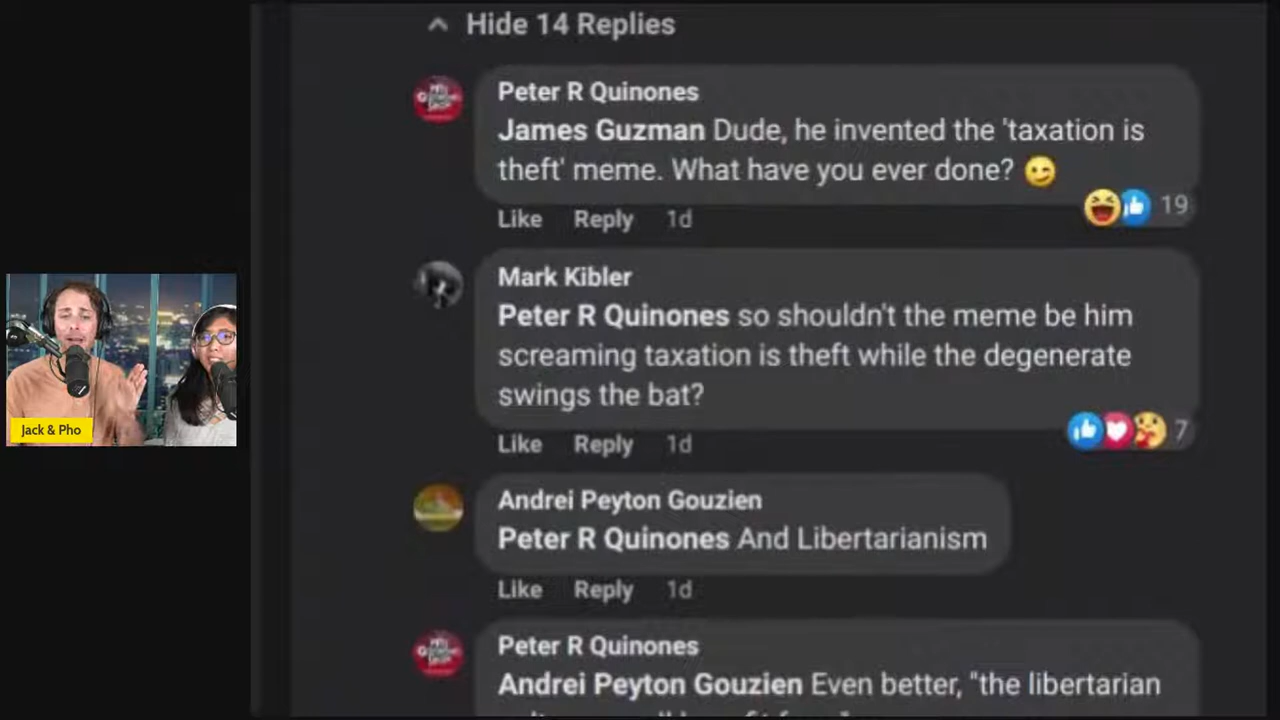 Hide 14 Replies
Peter R Quinones
James Guzman Dude, he invented the 'taxation is
theft' meme. What have you ever done? 😉
19
Like Reply 1d
Mark Kibler
Peter R Quinones so shouldn't the meme be him
screaming taxation is theft while the degenerate
swings the bat?
7
Like Reply 1d
Andrei Peyton Gouzien
Peter R Quinones And Libertarianism
Like Reply 1d
Peter R Quinones
Andrei Peyton Gouzien Even better, "the libertarian
Jack & Pho